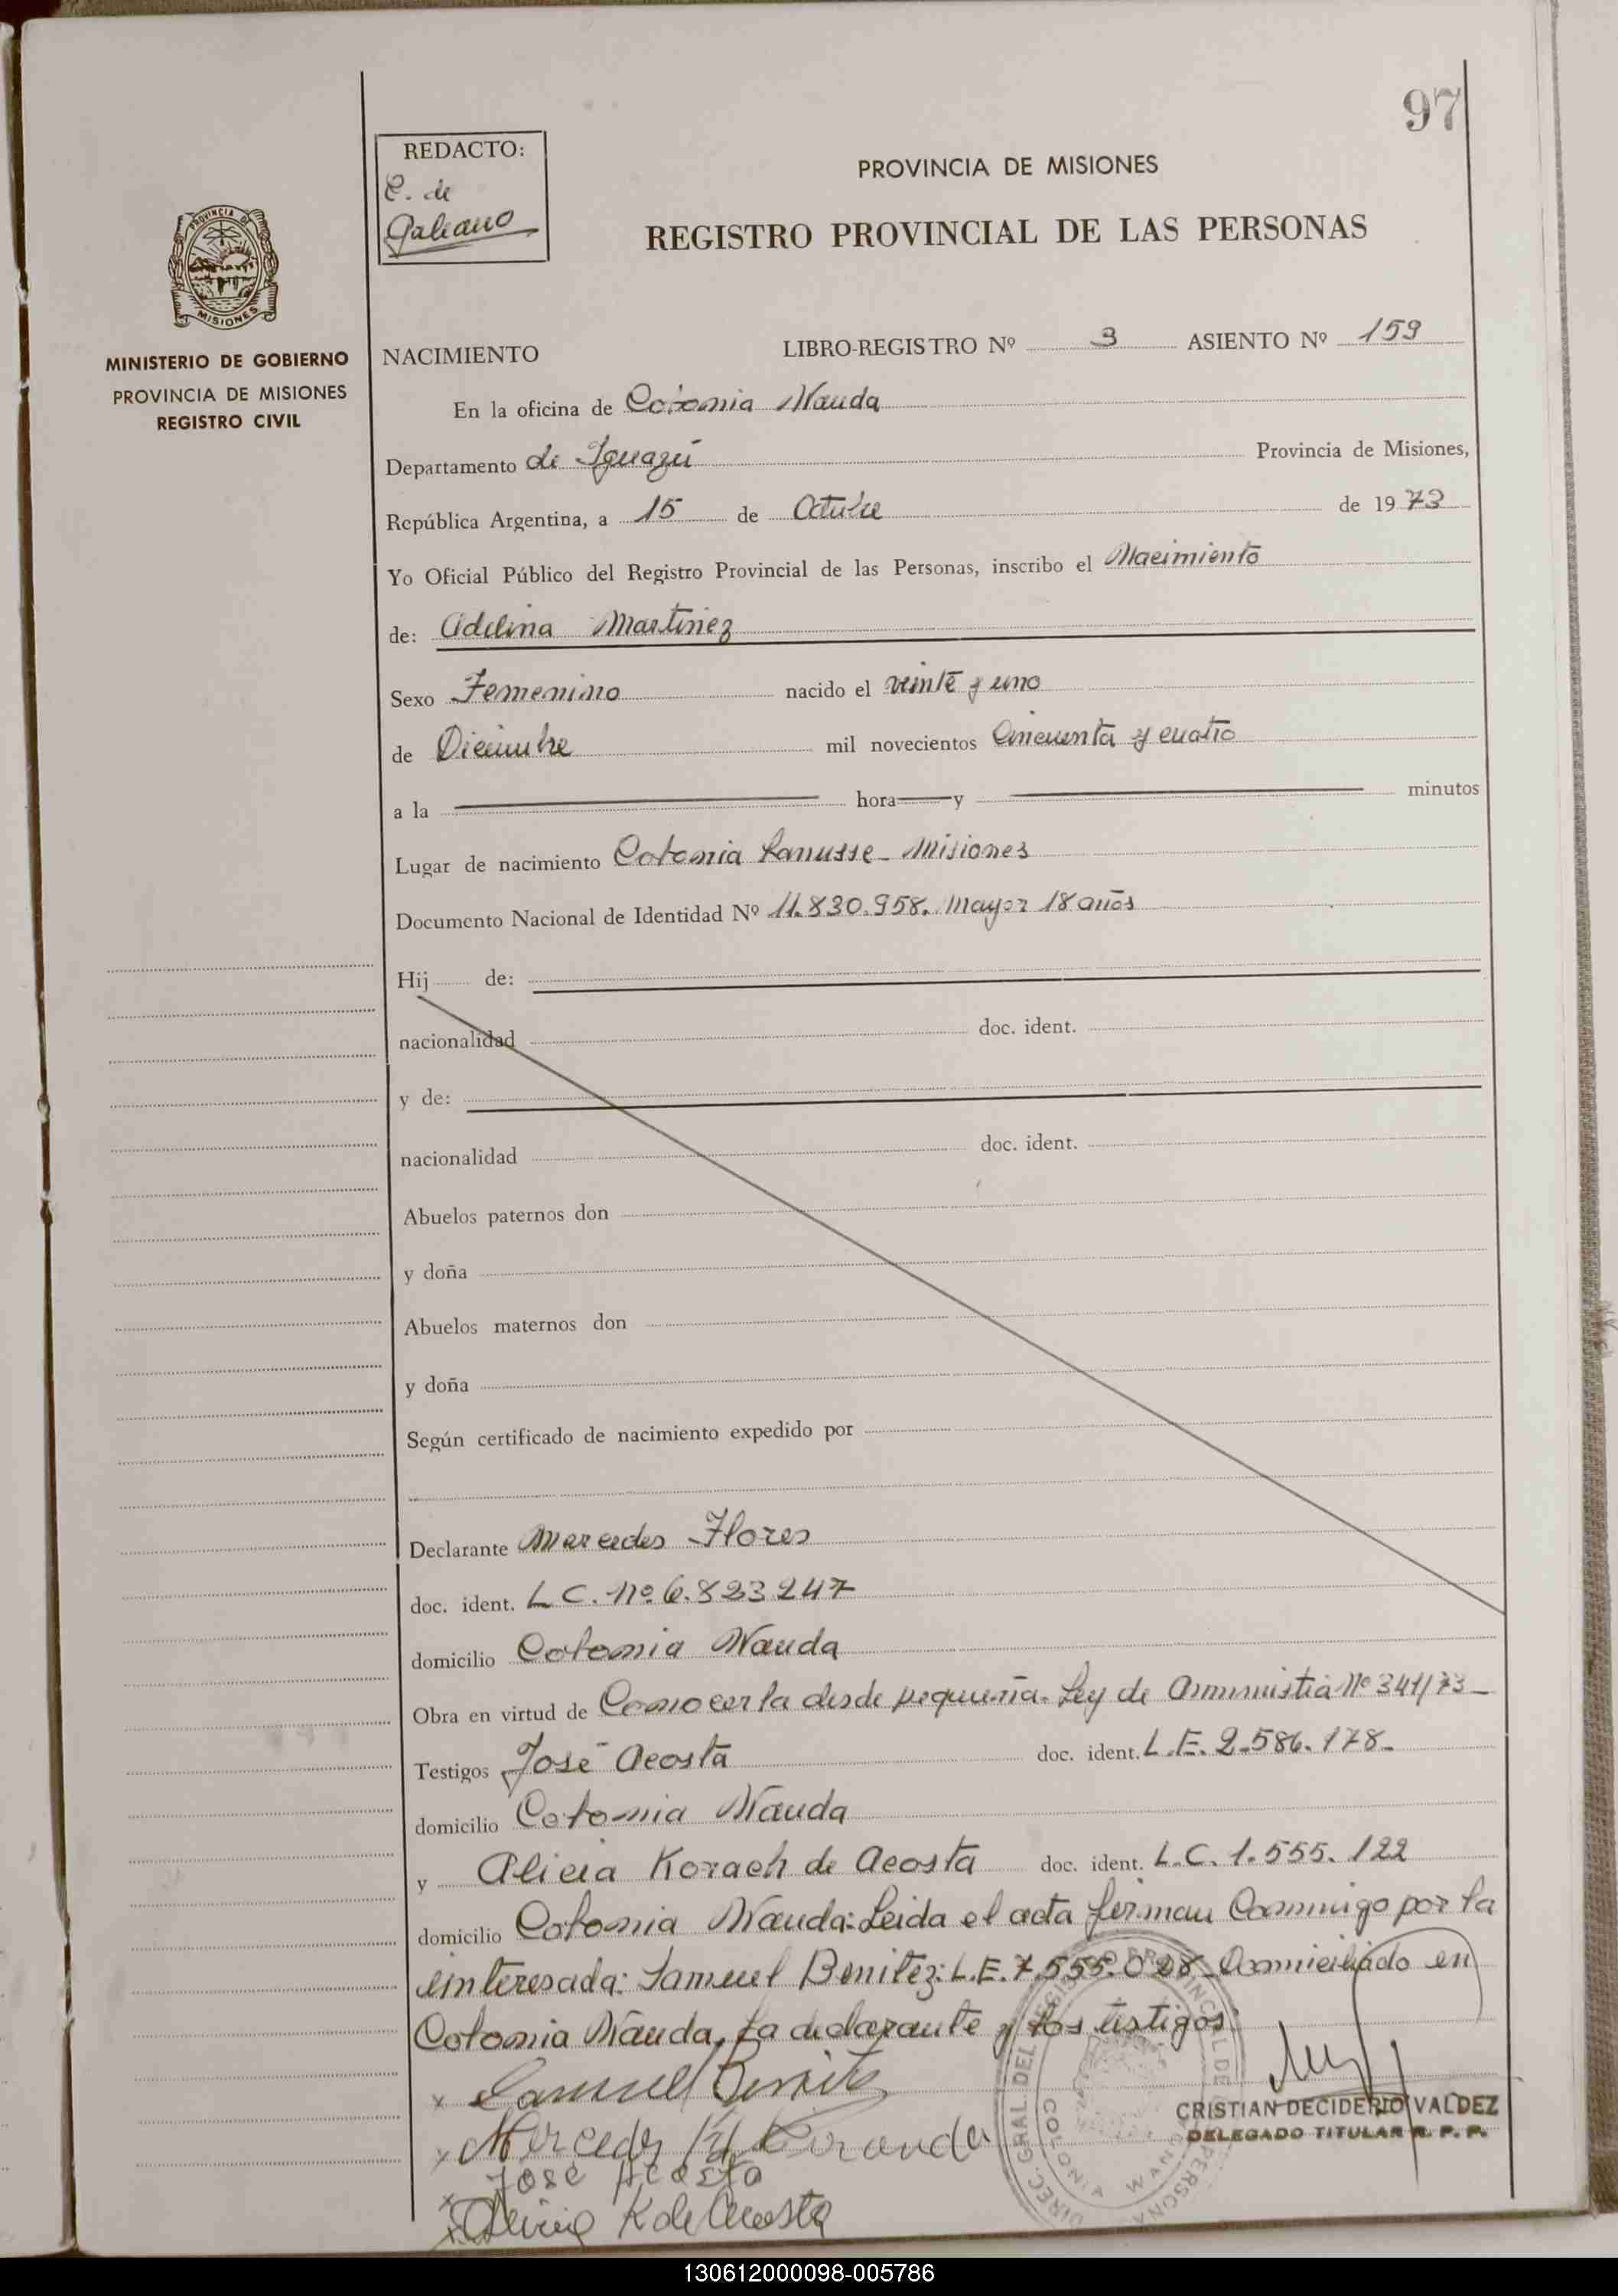 97
REDACTO:
C. de
Galeano
PROVINCIA DE MISIONES
REGISTRO PROVINCIAL DE LAS PERSONAS
PROVINCIA DE
MISIONES
MINISTERIO DE GOBIERNO
PROVINCIA DE MISIONES
REGISTRO CIVIL
NACIMIENTO LIBRO-REGISTRO Nº 3 ASIENTO Nº 159
En la oficina de Colonia Wanda
Departamento de Iguazú Provincia de Misiones,
República Argentina, a 15 de Octubre de 1973
Yo Oficial Público del Registro Provincial de las Personas, inscribo el Nacimiento
de: Adelina Martinez
Sexo Femenino nacido el veinte y uno
de Diciembre mil novecientos Cincuenta y cuatro
a la hora y minutos
Lugar de nacimiento Colonia Lanusse - Misiones
Documento Nacional de Identidad Nº 11.830.958. Mayor 18 años
Hij de:
nacionalidad doc. ident.
y de:
nacionalidad doc. ident.
Abuelos paternos don
y doña
Abuelos maternos don
y doña
Según certificado de nacimiento expedido por
Declarante Mercedes Flores
doc. ident. L C. Nº 6.823247
domicilio Colonia Wanda
Obra en virtud de Conocerla desde pequeña. Ley de Amnistia Nº 341/73 -
Testigos José Acosta doc. ident. L.E. 2.586.178-
domicilio Colonia Wanda
y Alicia Korach de Acosta doc. ident. L.C. 1.555.122
domicilio Colonia Wanda: Leida el acta firman Conmigo por la
interesada: Samuel Benitez: L.E. 7.555.028 Domiciliado en
Colonia Wanda, La declarante y los testigos
x Samuel Benitez
x Mercedes
x Jose Acosta
x Alicia K de Acosta
CRISTIAN DECIDERIO VALDEZ
DELEGADO TITULAR R. P. P.
130612000098-005786